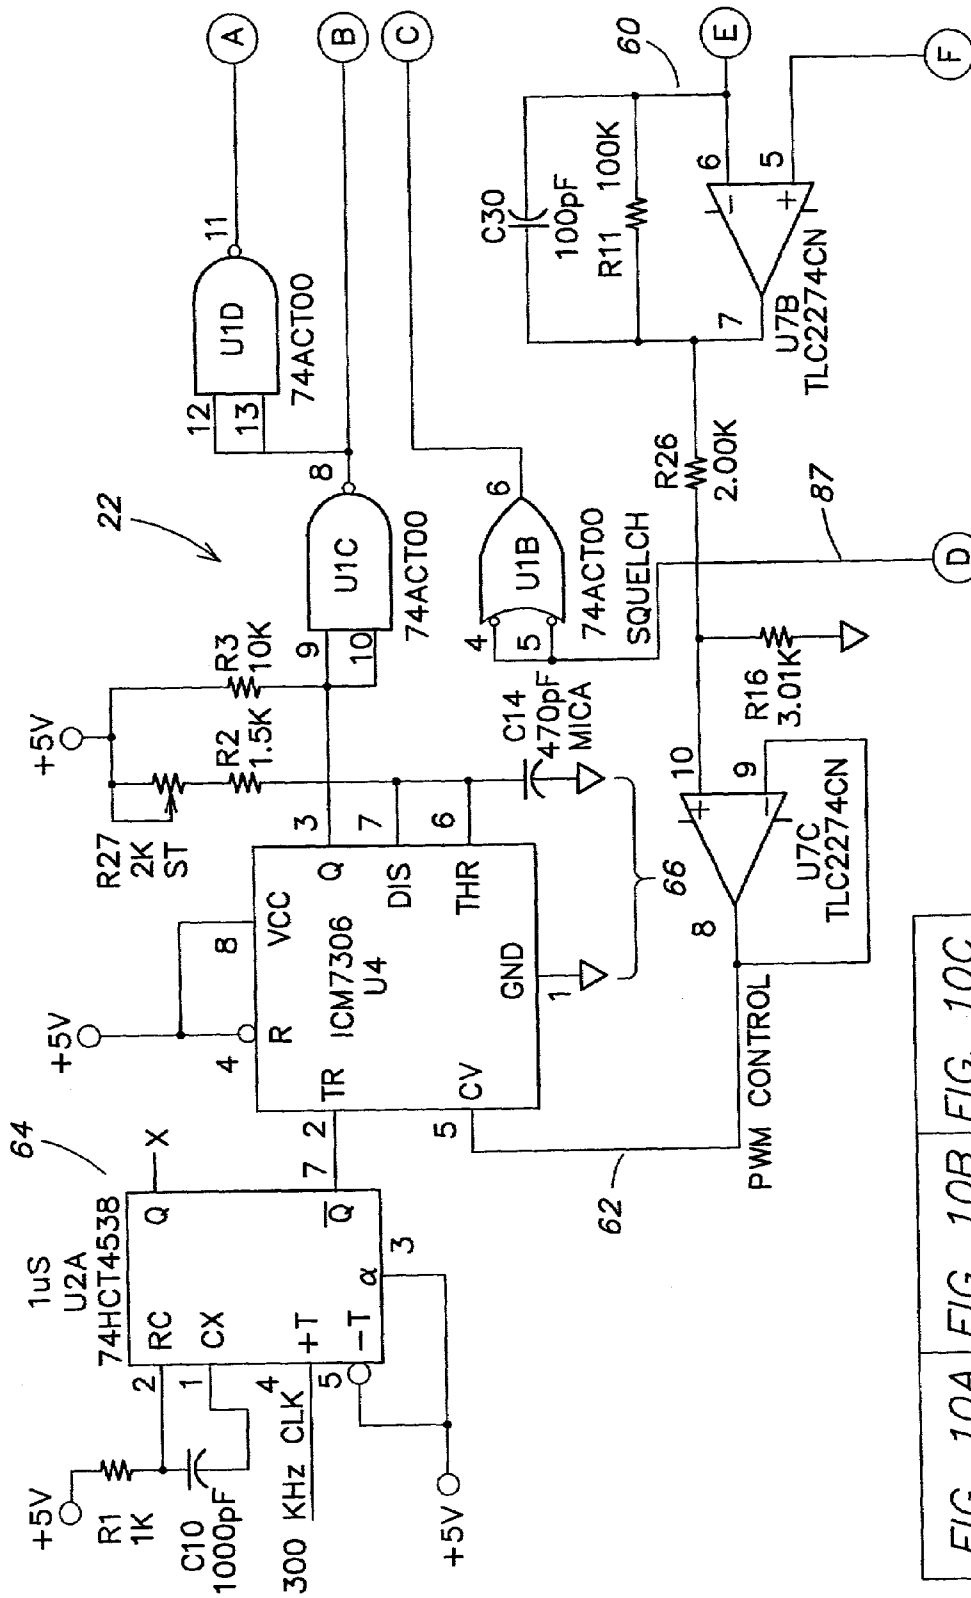 22
A
B
C
+5V
R27
2K
ST
R2
1.5K
R3
10K
12
13
U1D
11
74ACT00
9
10
U1C
8
74ACT00
64
1uS
U2A
74HCT4538
+5V
R1
1K
C10
1000pF
2
RC
1
CX
4
+T
5
-T
300 KHz CLK
+5V
Q
X
Q
7
α
3
+5V
4
R
8
VCC
2
TR
ICM7306
U4
5
CV
GND
1
3
Q
7
DIS
6
THR
C14
470pF
MICA
66
4
5
U1B
6
74ACT00
SQUELCH
62
PWM CONTROL
8
10
+
9
-
U7C
TLC2274CN
R16
3.01K
R26
2.00K
87
D
C30
100pF
R11 100K
60
E
7
6
-
5
+
U7B
TLC2274CN
F
FIG. 10A
FIG. 10B
FIG. 10C